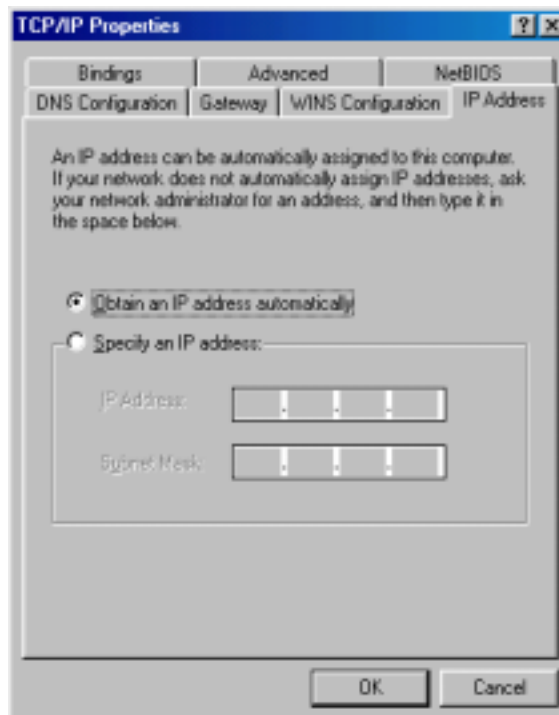 TCP/IP Properties
Bindings Advanced NetBIOS
DNS Configuration Gateway WINS Configuration IP Address
An IP address can be automatically assigned to this computer.
If your network does not automatically assign IP addresses, ask
your network administrator for an address, and then type it in
the space below.
Obtain an IP address automatically
Specify an IP address:
IP Address:
Subnet Mask:
OK Cancel